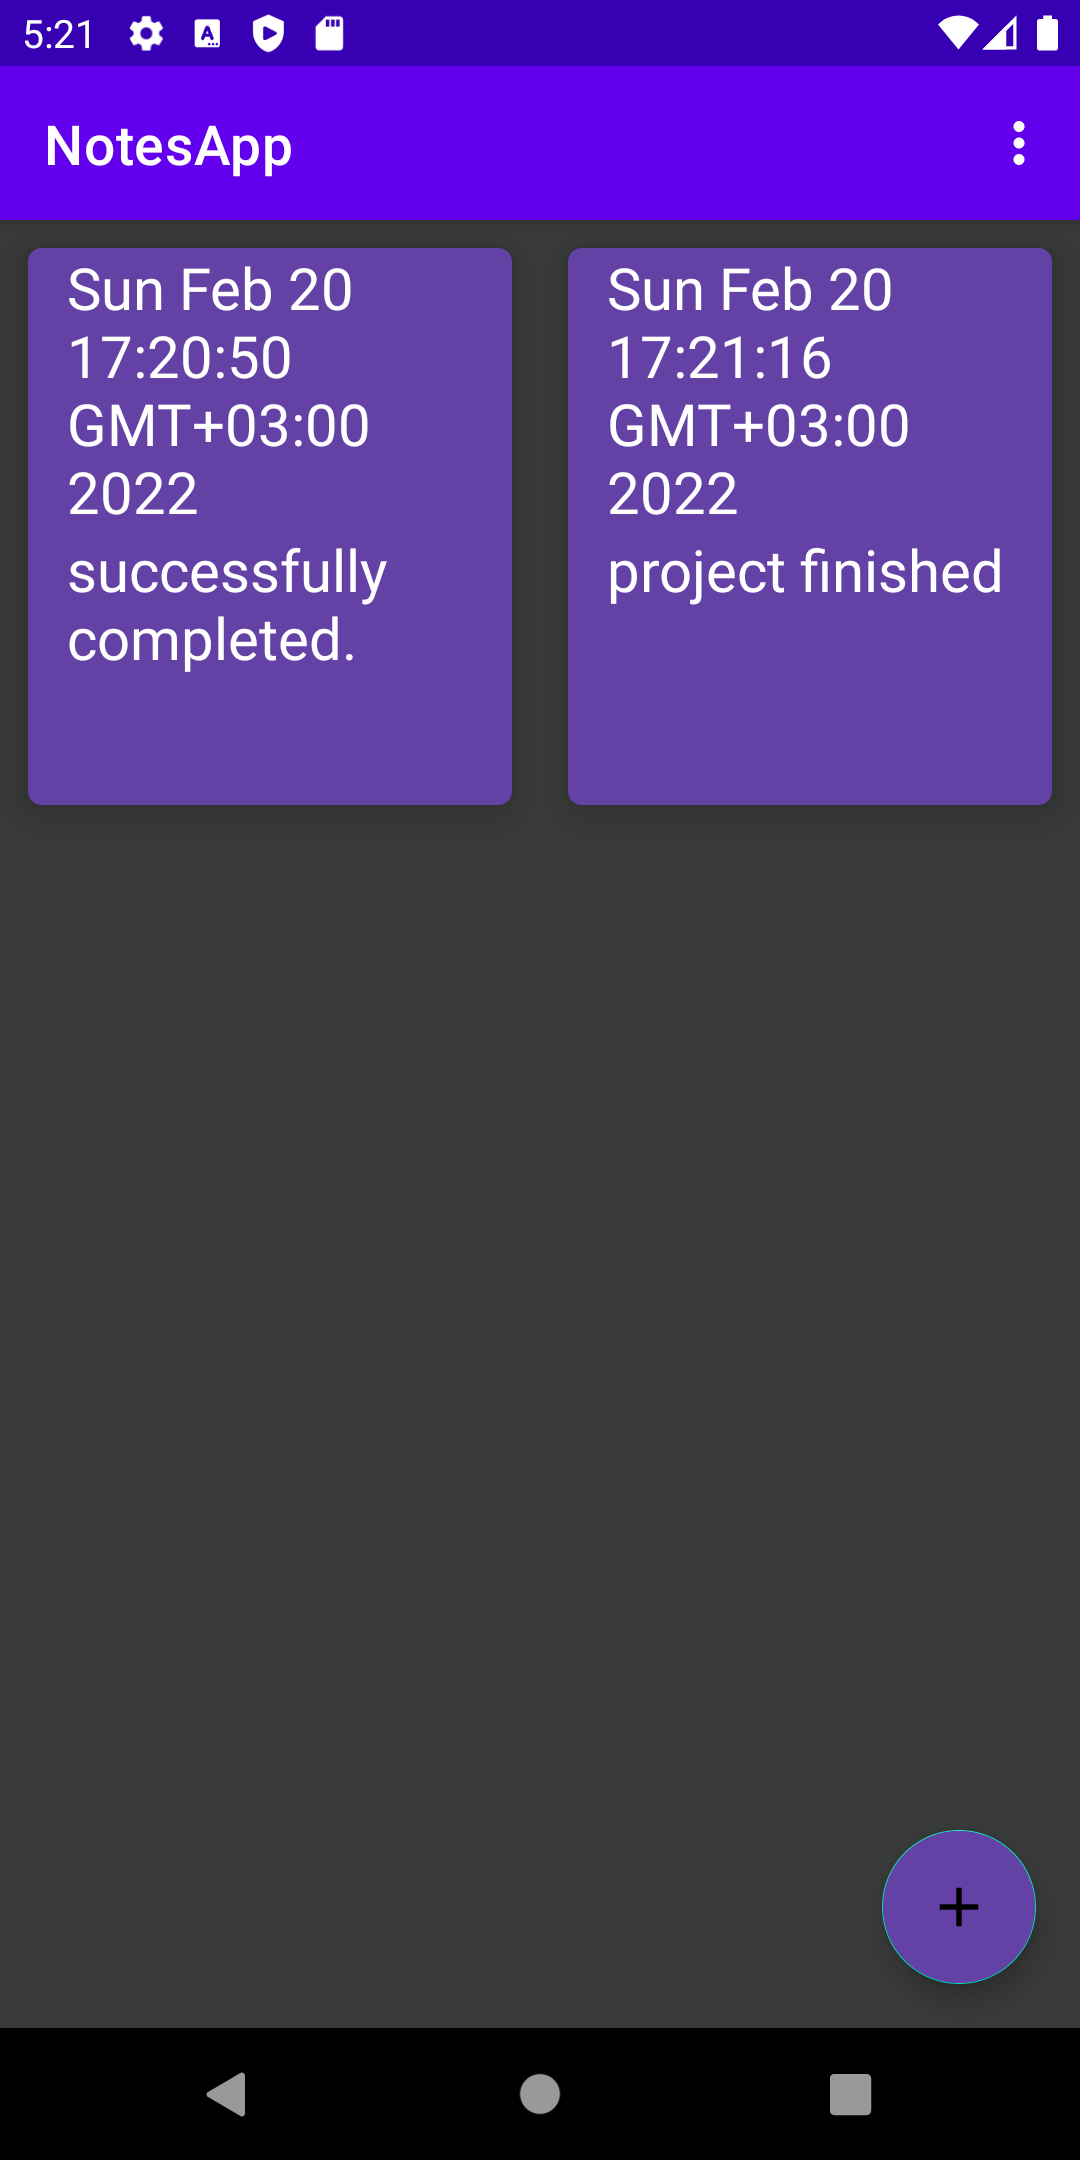 5:21
NotesApp
Sun Feb 20
17:20:50
GMT+03:00
2022
successfully
completed.
Sun Feb 20
17:21:16
GMT+03:00
2022
project finished